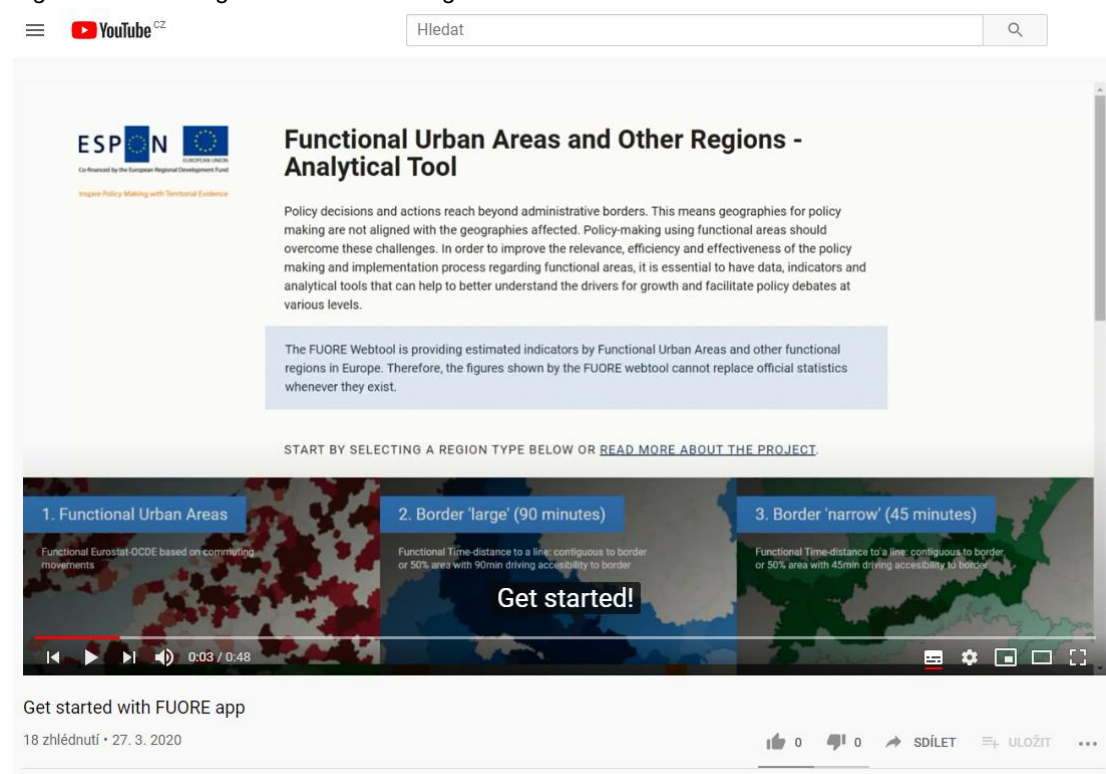 YouTube CZ
Hledat
ESPON
EUROPEAN UNION
Co-financed by the European Regional Development Fund
Inspire Policy Making with Territorial Evidence
Functional Urban Areas and Other Regions -
Analytical Tool
Policy decisions and actions reach beyond administrative borders. This means geographies for policy
making are not aligned with the geographies affected. Policy-making using functional areas should
overcome these challenges. In order to improve the relevance, efficiency and effectiveness of the policy
making and implementation process regarding functional areas, it is essential to have data, indicators and
analytical tools that can help to better understand the drivers for growth and facilitate policy debates at
various levels.
The FUORE Webtool is providing estimated indicators by Functional Urban Areas and other functional
regions in Europe. Therefore, the figures shown by the FUORE webtool cannot replace official statistics
whenever they exist.
START BY SELECTING A REGION TYPE BELOW OR READ MORE ABOUT THE PROJECT.
1. Functional Urban Areas
Functional Eurostat-OCDE based on commuting
movements
2. Border 'large' (90 minutes)
Functional Time-distance to a line: contiguous to border
or 50% area with 90min driving accesibility to border
3. Border 'narrow' (45 minutes)
Functional Time-distance to a line: contiguous to border
or 50% area with 45min driving accesibility to border
Get started!
0:03 / 0:48
Get started with FUORE app
18 zhlédnutí • 27. 3. 2020
0
0
SDÍLET
ULOŽIT